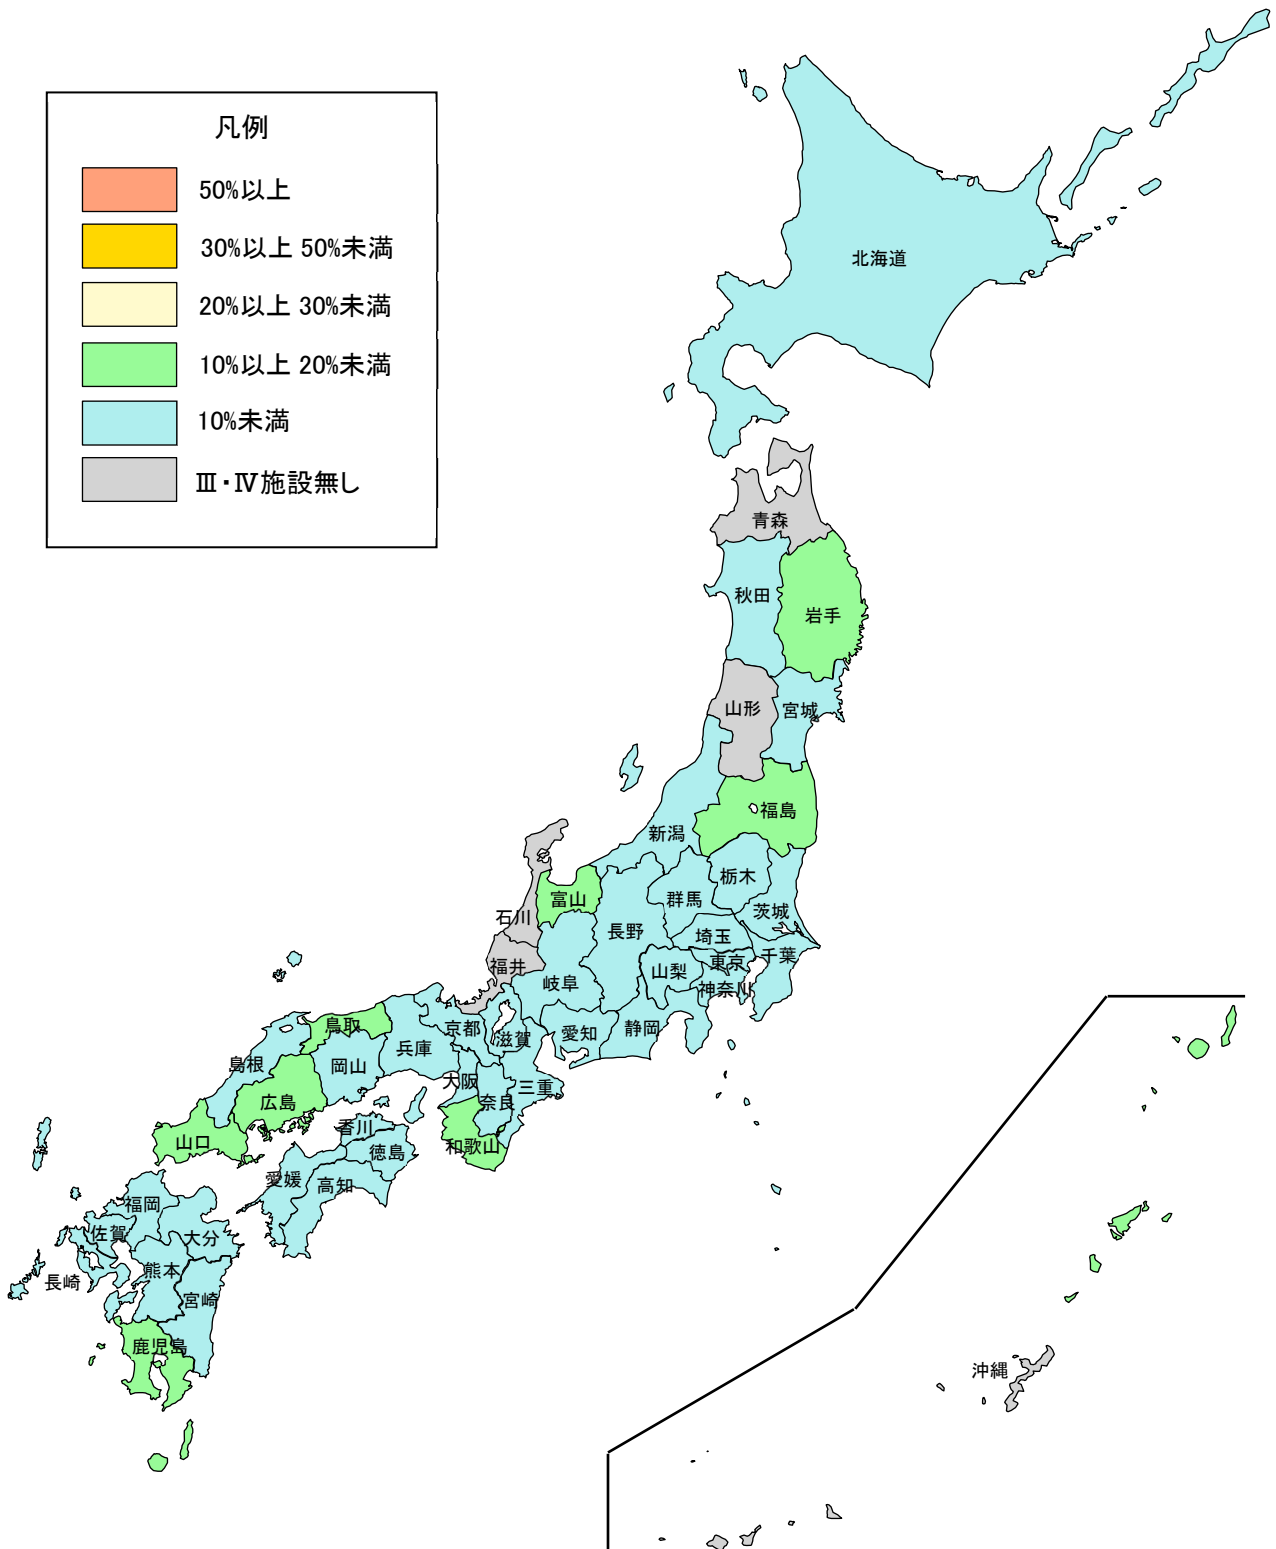 凡例
50%以上
30%以上 50%未満
20%以上 30%未満
10%以上 20%未満
10%未満
Ⅲ・Ⅳ施設無し
北海道
青森
秋田
岩手
山形
宮城
福島
新潟
栃木
群馬
富山
茨城
石川
長野
埼玉
千葉
東京
福井
山梨
岐阜
神奈川
鳥取
京都
静岡
愛知
滋賀
兵庫
島根
岡山
大阪
三重
広島
奈良
香川
山口
和歌山
徳島
愛媛
高知
福岡
佐賀
大分
熊本
長崎
宮崎
鹿児島
沖縄